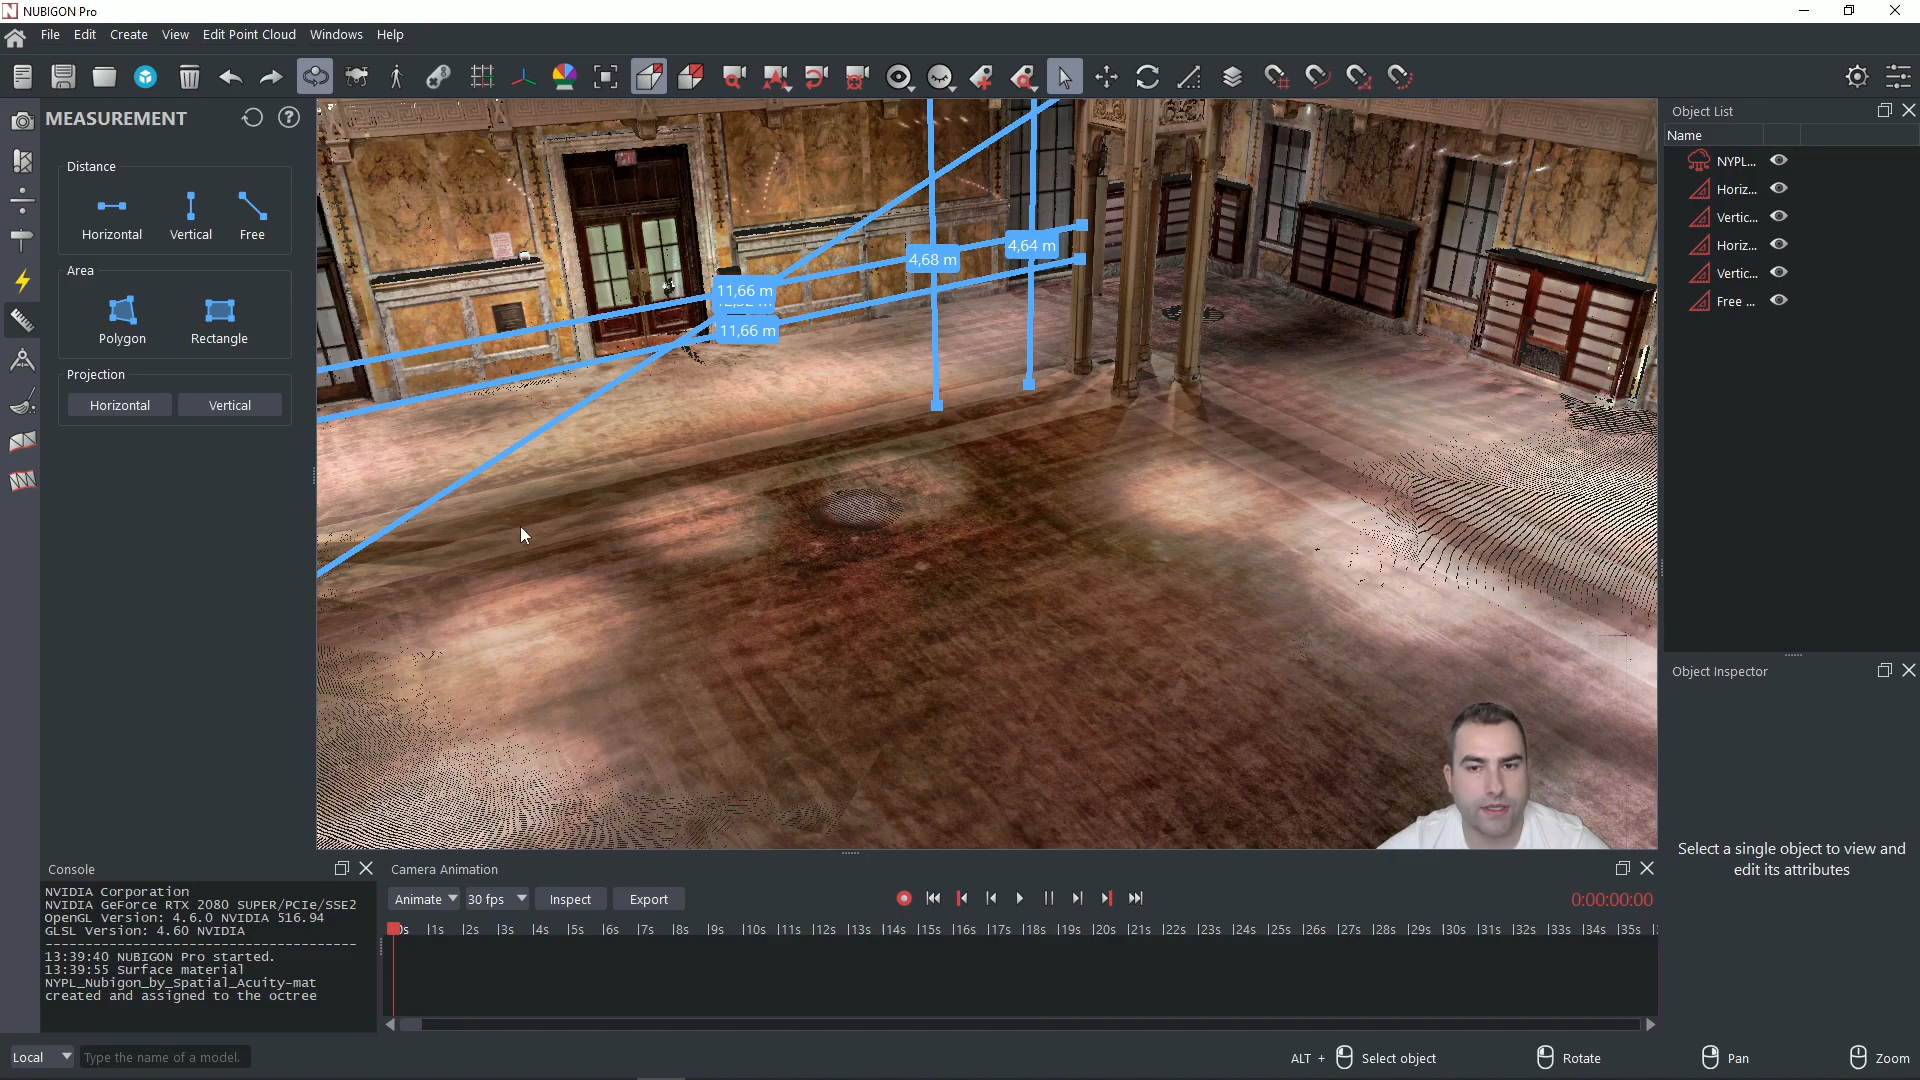 NUBIGON Pro
File Edit Create View Edit Point Cloud Windows Help
MEASUREMENT
Distance
Horizontal Vertical Free
Area
Polygon Rectangle
Projection
Horizontal Vertical
4,68 m
4,64 m
11,66 m
11,66 m
Object List
Name
NYPL...
Horiz...
Vertic...
Horiz...
Vertic...
Free ...
Object Inspector
Select a single object to view and
edit its attributes
Console
NVIDIA Corporation
NVIDIA GeForce RTX 2080 SUPER/PCIe/SSE2
OpenGL Version: 4.6.0 NVIDIA 516.94
GLSL Version: 4.60 NVIDIA
---------------------------------------
13:39:40 NUBIGON Pro started.
13:39:55 Surface material
NYPL_Nubigon_by_Spatial_Acuity-mat
created and assigned to the octree
Camera Animation
Animate 30 fps Inspect Export
0:00:00:00
0s 1s 2s 3s 4s 5s 6s 7s 8s 9s 10s 11s 12s 13s 14s 15s 16s 17s 18s 19s 20s 21s 22s 23s 24s 25s 26s 27s 28s 29s 30s 31s 32s 33s 34s 35s
Local Type the name of a model.
ALT + Select object Rotate Pan Zoom